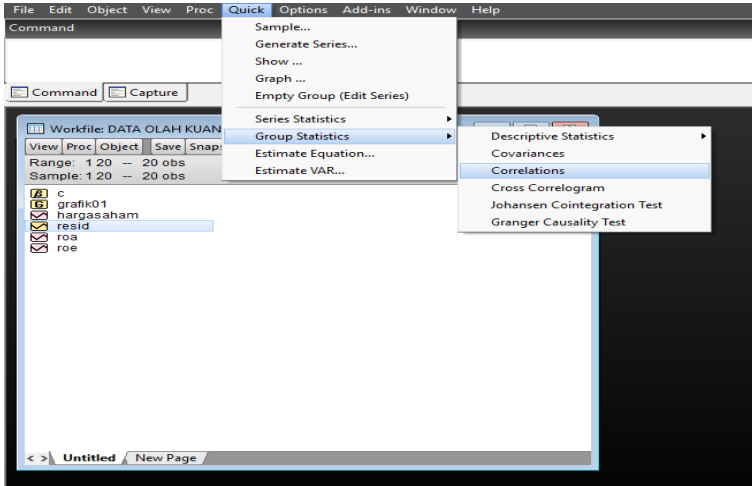 File Edit Object View Proc Quick Options Add-ins Window Help
Command
Sample...
Generate Series...
Show ...
Graph ...
Empty Group (Edit Series)
Series Statistics
Group Statistics
Estimate Equation...
Estimate VAR...
Descriptive Statistics
Covariances
Correlations
Cross Correlogram
Johansen Cointegration Test
Granger Causality Test
Command Capture
Workfile: DATA OLAH KUAN
View Proc Object Save Snap
Range: 1 20 -- 20 obs
Sample: 1 20 -- 20 obs
B c
G grafik01
hargasaham
resid
roa
roe
< > Untitled New Page